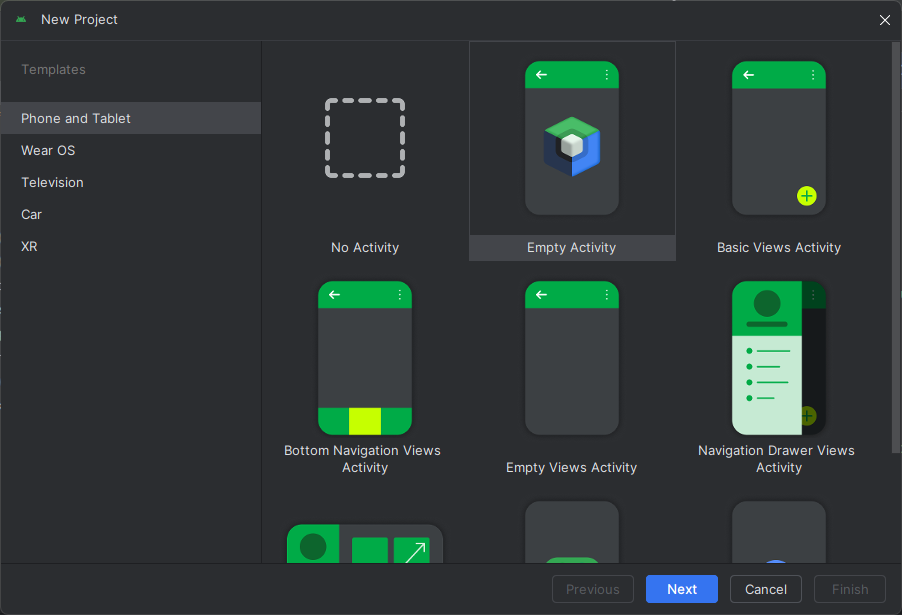 New Project
Templates
Phone and Tablet
Wear OS
Television
Car
XR
No Activity
Empty Activity
Basic Views Activity
Bottom Navigation Views
Activity
Empty Views Activity
Navigation Drawer Views
Activity
Previous
Next
Cancel
Finish